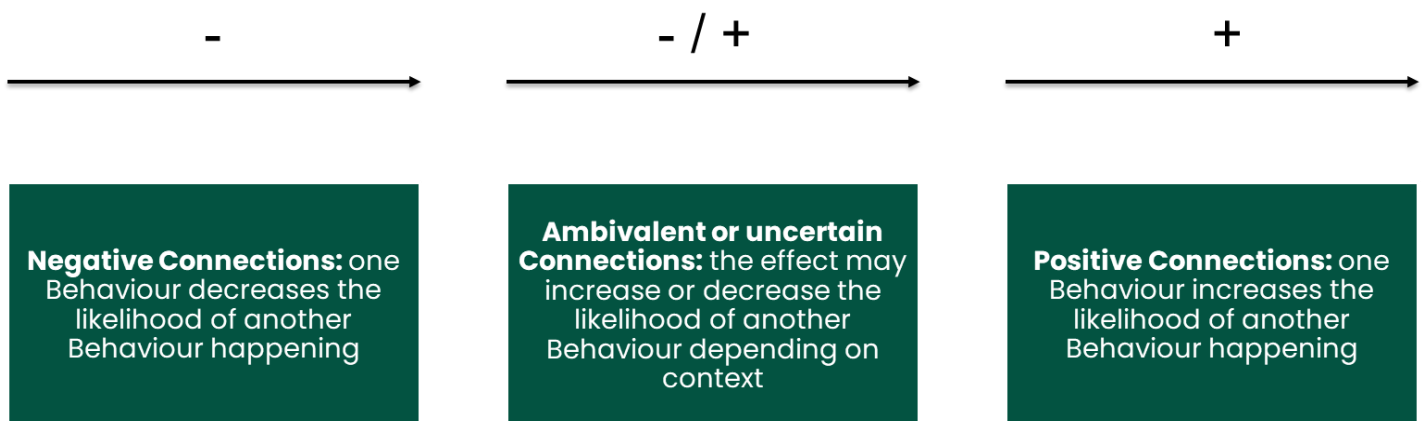 -
- / +
+
Negative Connections: one
Behaviour decreases the
likelihood of another
Behaviour happening
Ambivalent or uncertain
Connections: the effect may
increase or decrease the
likelihood of another
Behaviour depending on
context
Positive Connections: one
Behaviour increases the
likelihood of another
Behaviour happening